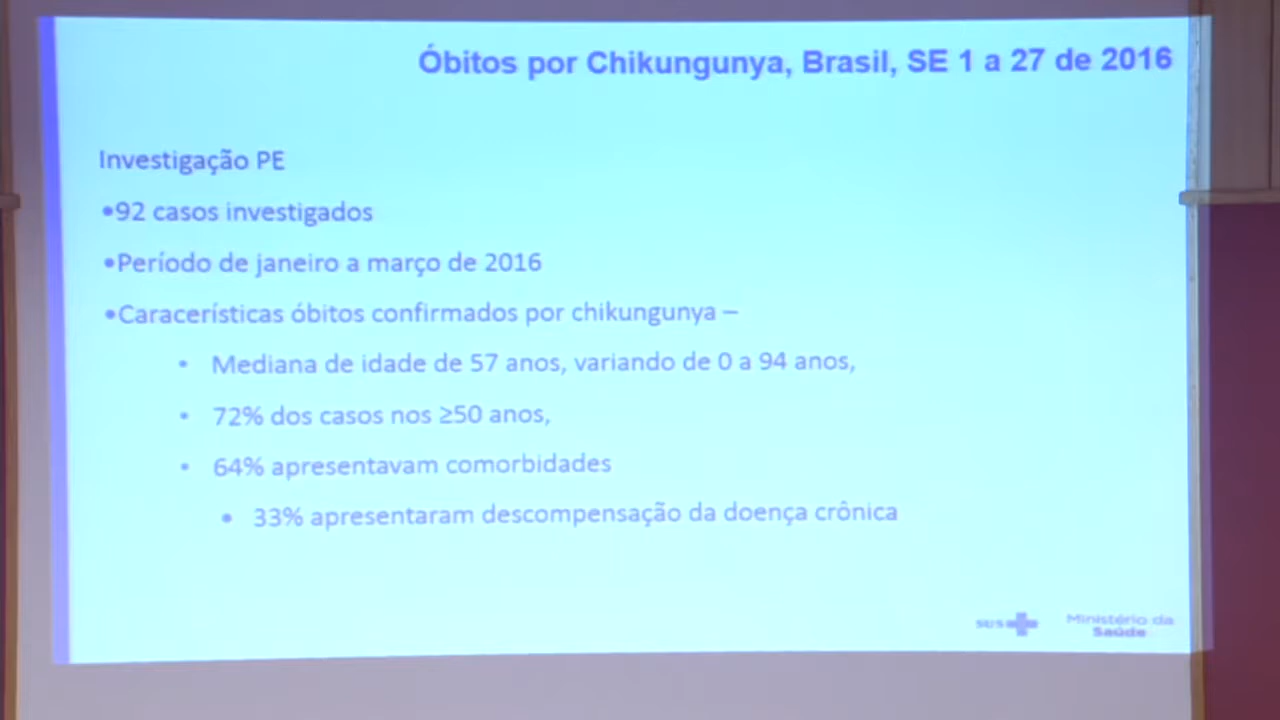 Óbitos por Chikungunya, Brasil, SE 1 a 27 de 2016
Investigação PE
•92 casos investigados
•Período de janeiro a março de 2016
•Caracerísticas óbitos confirmados por chikungunya –
• Mediana de idade de 57 anos, variando de 0 a 94 anos,
• 72% dos casos nos ≥50 anos,
• 64% apresentavam comorbidades
• 33% apresentaram descompensação da doença crônica
SUS
Ministério da
Saúde